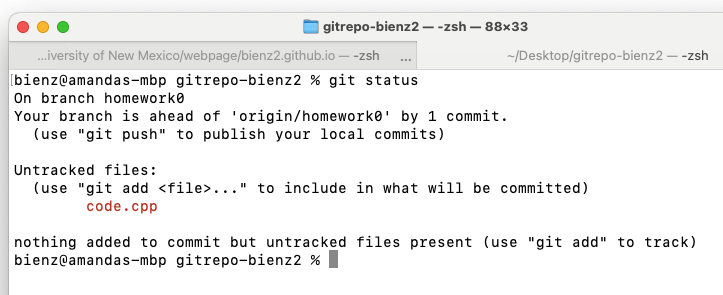 gitrepo-bienz2 — -zsh — 88×33
...iversity of New Mexico/webpage/bienz2.github.io — -zsh ... ~/Desktop/gitrepo-bienz2 — -zsh
[bienz@amandas-mbp gitrepo-bienz2 % git status
On branch homework0
Your branch is ahead of 'origin/homework0' by 1 commit.
  (use "git push" to publish your local commits)

Untracked files:
  (use "git add <file>..." to include in what will be committed)
        code.cpp

nothing added to commit but untracked files present (use "git add" to track)
bienz@amandas-mbp gitrepo-bienz2 %